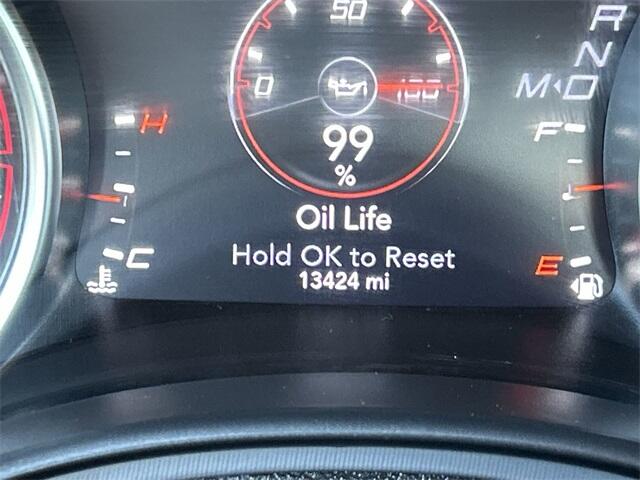 50
R
N
M◂D
0
100
H
F
99
%
Oil Life
Hold OK to Reset
C
E
13424 mi